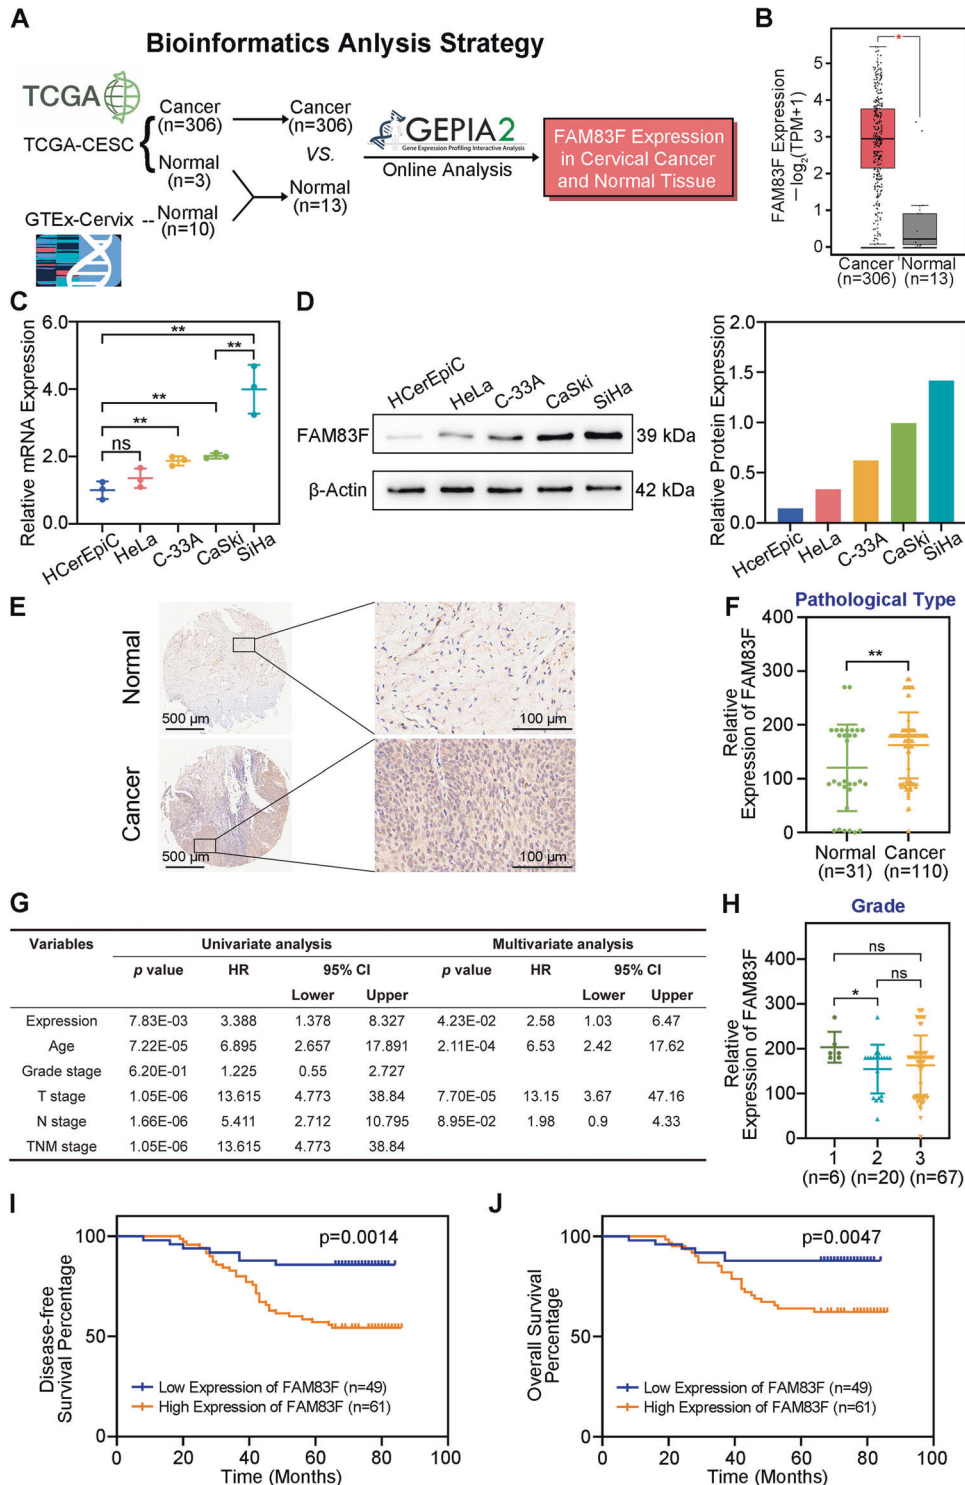 A
Bioinformatics Anlysis Strategy
TCGA
TCGA-CESC
Cancer
(n=306)
Normal
(n=3)
GTEx-Cervix --
Normal
(n=10)
Cancer
(n=306)
VS.
Normal
(n=13)
GEPIA2
Gene Expression Profiling Interactive Analysis
Online Analysis
FAM83F Expression
in Cervical Cancer
and Normal Tissue
B
FAM83F Expression
—log2(TPM+1)
5
4
3
2
1
0
*
Cancer
(n=306)
Normal
(n=13)
C
Relative mRNA Expression
6.0
4.0
2.0
0.0
**
**
**
**
ns
HCerEpiC
HeLa
C-33A
CaSki
SiHa
D
HCerEpiC
HeLa
C-33A
CaSki
SiHa
FAM83F
39 kDa
β-Actin
42 kDa
Relative Protein Expression
2.0
1.5
1.0
0.5
0.0
HcerEpic
HeLa
C-33A
CaSki
SiHa
E
Normal
500 μm
100 μm
Cancer
500 μm
100 μm
F
Pathological Type
Relative
Expression of FAM83F
400
300
200
100
0
**
Normal
(n=31)
Cancer
(n=110)
G
Variables Univariate analysis Multivariate analysis
p value HR 95% CI p value HR 95% CI
Lower Upper Lower Upper
Expression 7.83E-03 3.388 1.378 8.327 4.23E-02 2.58 1.03 6.47
Age 7.22E-05 6.895 2.657 17.891 2.11E-04 6.53 2.42 17.62
Grade stage 6.20E-01 1.225 0.55 2.727
T stage 1.05E-06 13.615 4.773 38.84 7.70E-05 13.15 3.67 47.16
N stage 1.66E-06 5.411 2.712 10.795 8.95E-02 1.98 0.9 4.33
TNM stage 1.05E-06 13.615 4.773 38.84
H
Grade
Relative
Expression of FAM83F
400
300
200
100
0
ns
ns
*
1 2 3
(n=6) (n=20) (n=67)
I
Disease-free
Survival Percentage
100
50
0
p=0.0014
Low Expression of FAM83F (n=49)
High Expression of FAM83F (n=61)
0 20 40 60 80 100
Time (Months)
J
Overall Survival
Percentage
100
50
0
p=0.0047
Low Expression of FAM83F (n=49)
High Expression of FAM83F (n=61)
0 20 40 60 80 100
Time (Months)